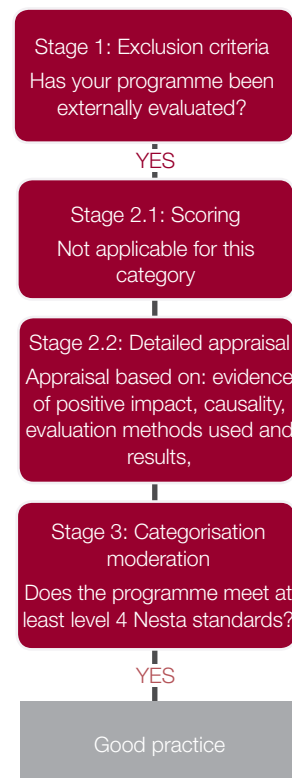 Stage 1: Exclusion criteria
Has your programme been
externally evaluated?
YES
Stage 2.1: Scoring
Not applicable for this
category
Stage 2.2: Detailed appraisal
Appraisal based on: evidence
of positive impact, causality,
evaluation methods used and
results,
Stage 3: Categorisation
moderation
Does the programme meet at
least level 4 Nesta standards?
YES
Good practice